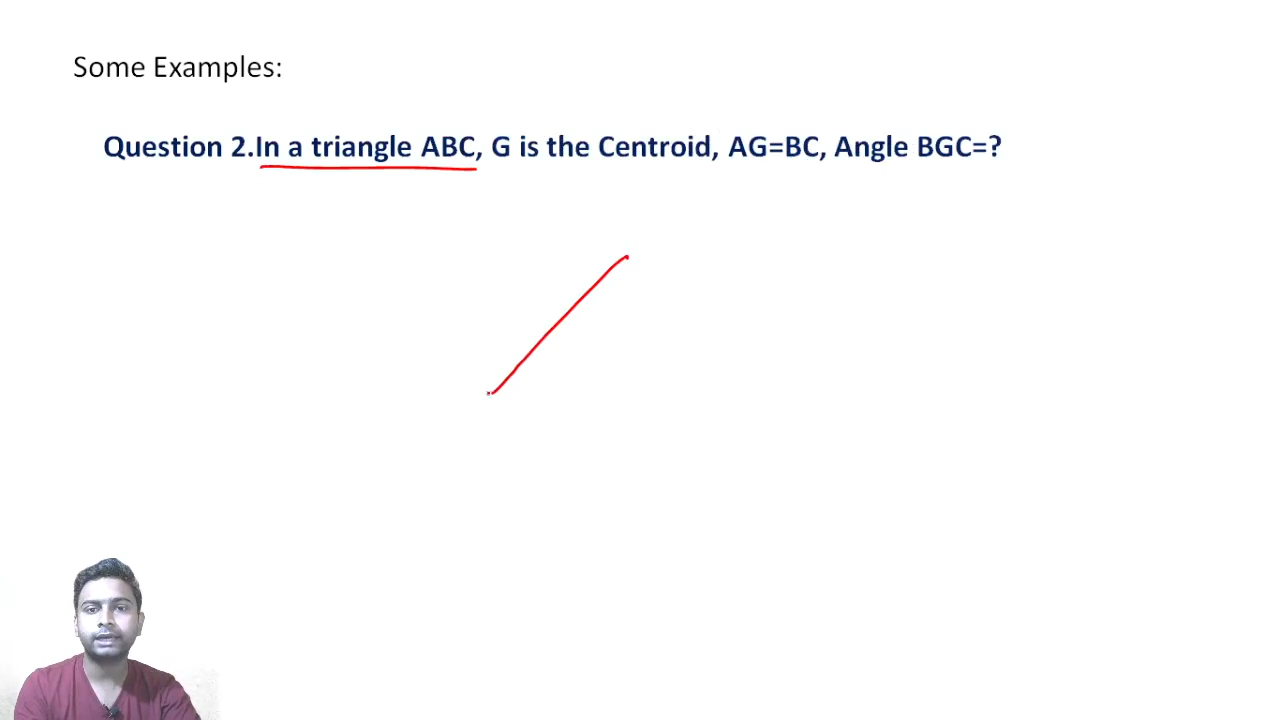 Some Examples:
Question 2.In a triangle ABC, G is the Centroid, AG=BC, Angle BGC=?